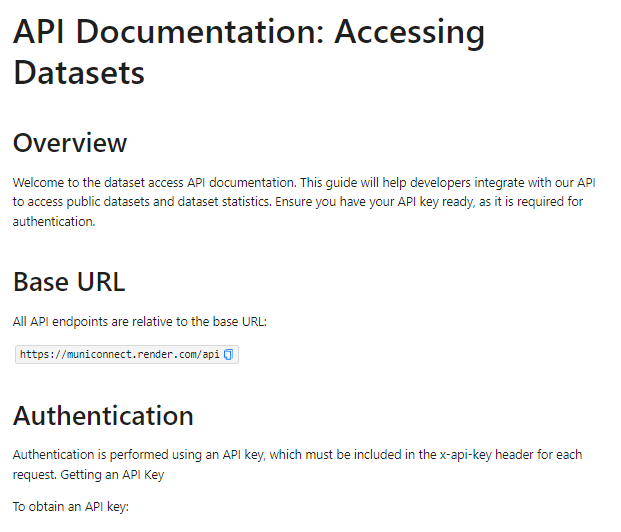 API Documentation: Accessing
Datasets
Overview
Welcome to the dataset access API documentation. This guide will help developers integrate with our API
to access public datasets and dataset statistics. Ensure you have your API key ready, as it is required for
authentication.
Base URL
All API endpoints are relative to the base URL:
https://municonnect.render.com/api
Authentication
Authentication is performed using an API key, which must be included in the x-api-key header for each
request. Getting an API Key
To obtain an API key: